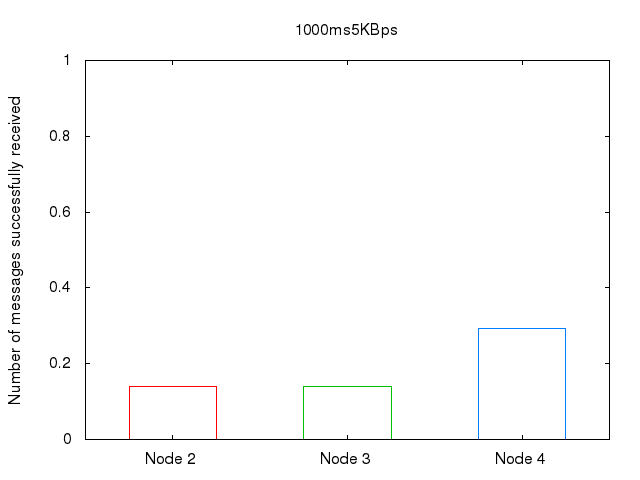 1000ms5KBps
Number of messages successfully received
1
0.8
0.6
0.4
0.2
0
Node 2
Node 3
Node 4